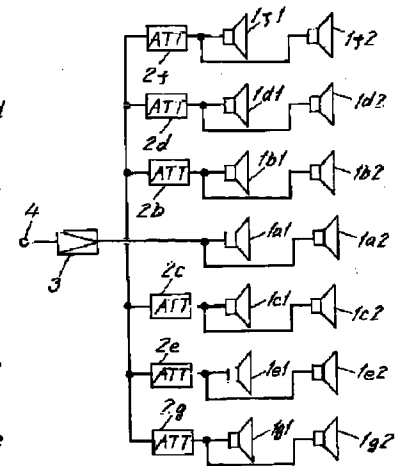 ATT 1f1 1f2
2f
ATT 1d1 1d2
2d
ATT 1b1 1b2
2b
4
3
1a1 1a2
2c
ATT 1c1 1c2
2e
ATT 1e1 1e2
2g
ATT 1g1 1g2